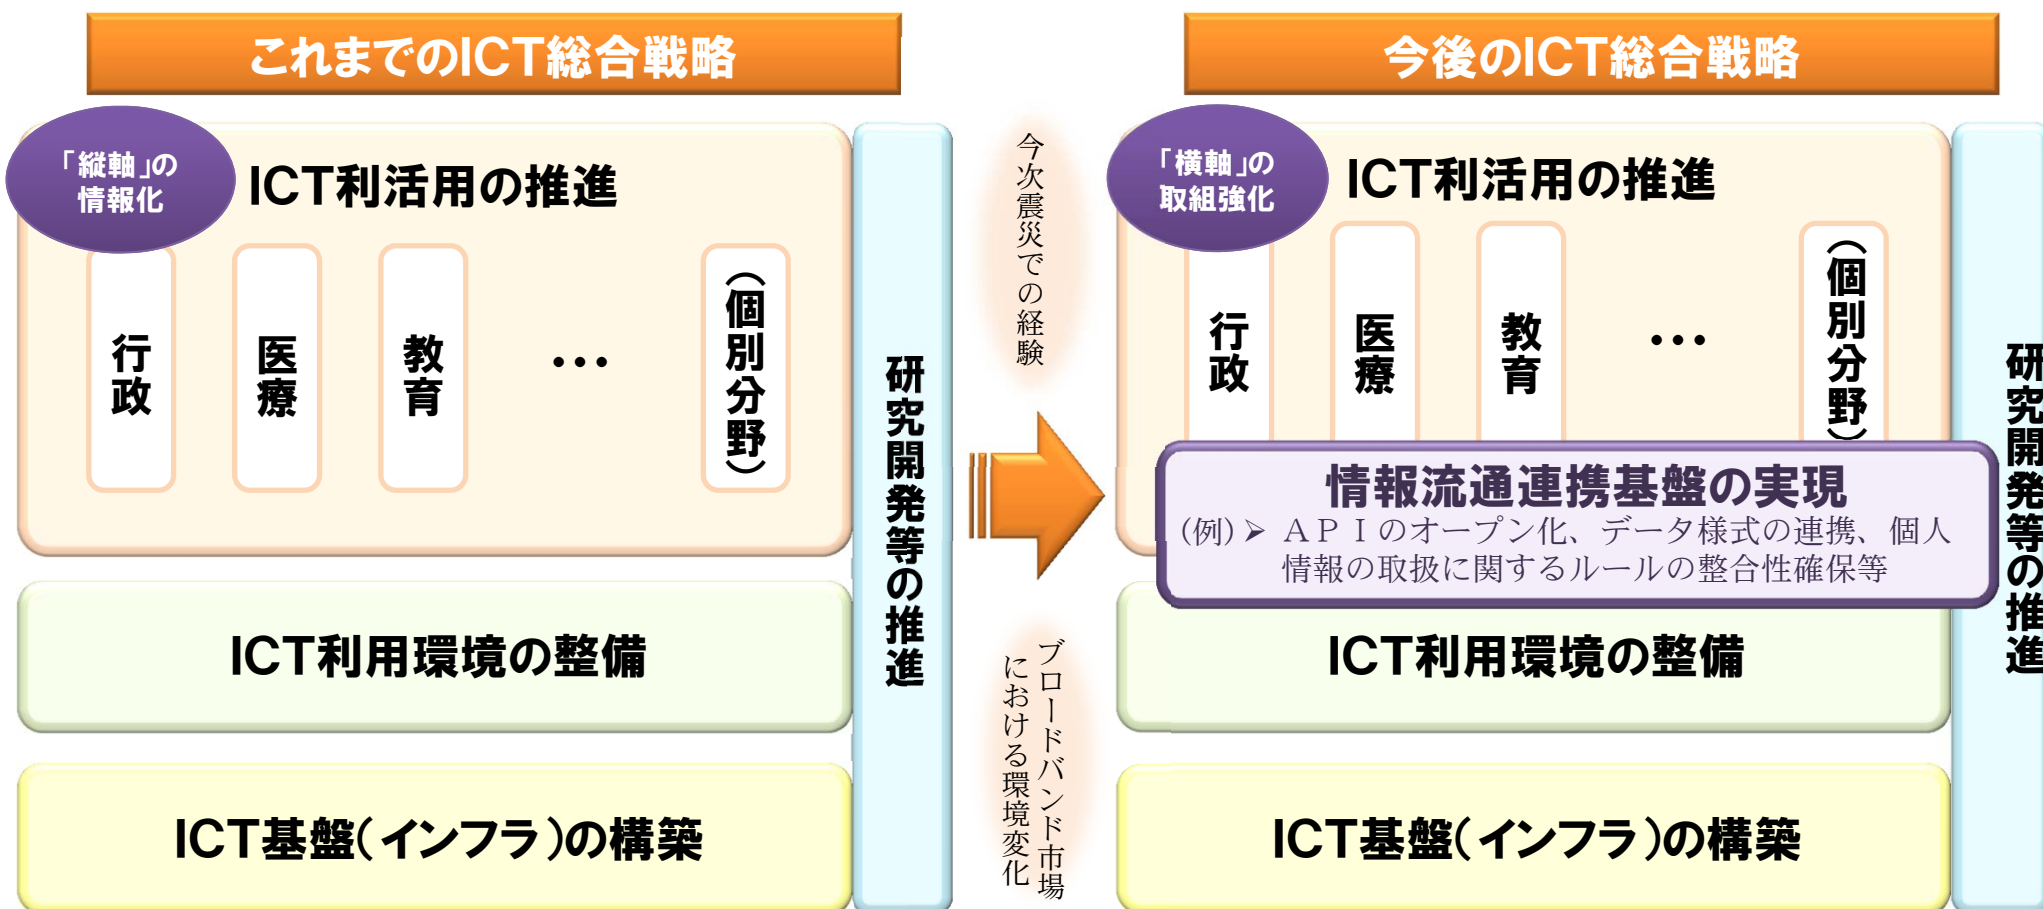 これまでのICT総合戦略
「縦軸」の
情報化
ICT利活用の推進
行政
医療
教育
…
(個別分野)
ICT利用環境の整備
ICT基盤(インフラ)の構築
研究開発等の推進
今次震災での経験
ブロードバンド市場
における環境変化
今後のICT総合戦略
「横軸」の
取組強化
ICT利活用の推進
行政
医療
教育
…
(個別分野)
情報流通連携基盤の実現
(例)➢ ＡＰＩのオープン化、データ様式の連携、個人
情報の取扱に関するルールの整合性確保等
ICT利用環境の整備
ICT基盤(インフラ)の構築
研究開発等の推進